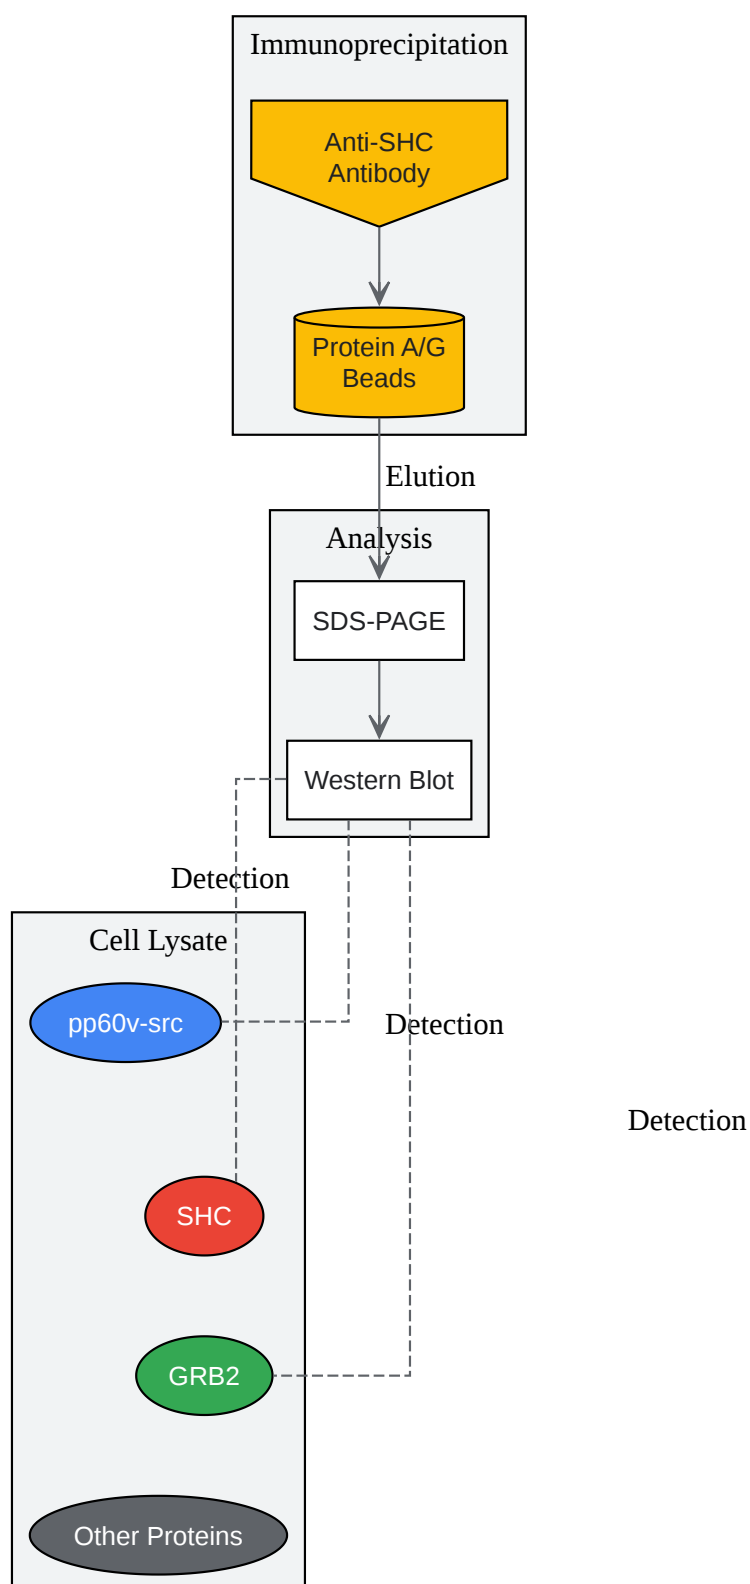 Immunoprecipitation
Anti-SHC
Antibody
Protein A/G
Beads
Elution
Analysis
SDS-PAGE
Western Blot
Detection
Cell Lysate
pp60v-src
Detection
Detection
SHC
GRB2
Other Proteins